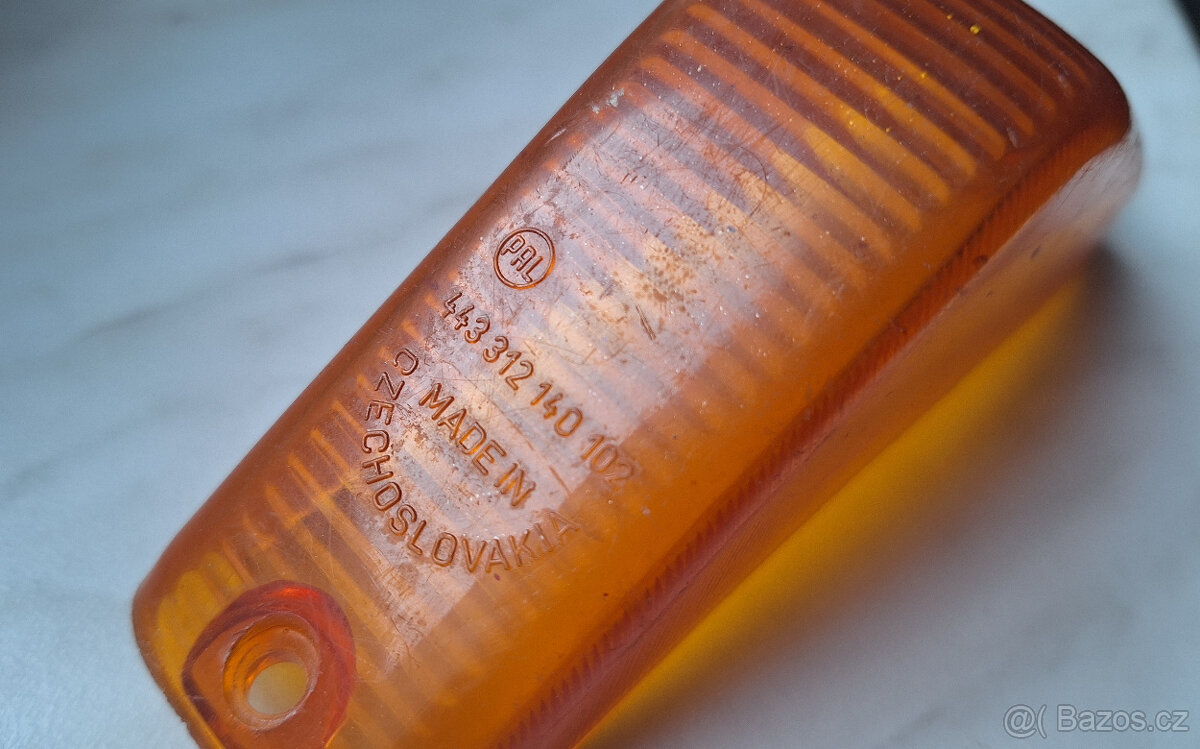 PAL
443 312 140 102
MADE IN
CZECHOSLOVAKIA
@( Bazos.cz